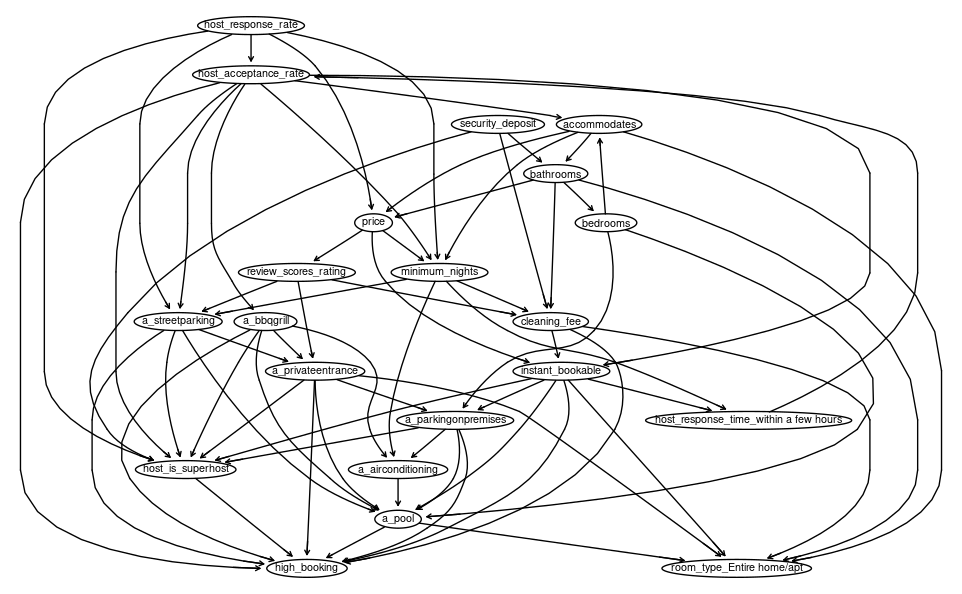 host_response_rate
host_acceptance_rate
security_deposit
accommodates
bathrooms
price
bedrooms
review_scores_rating
minimum_nights
a_streetparking
a_bbqgrill
cleaning_fee
a_privateentrance
instant_bookable
a_parkingonpremises
host_response_time_within a few hours
host_is_superhost
a_airconditioning
a_pool
high_booking
room_type_Entire home/apt